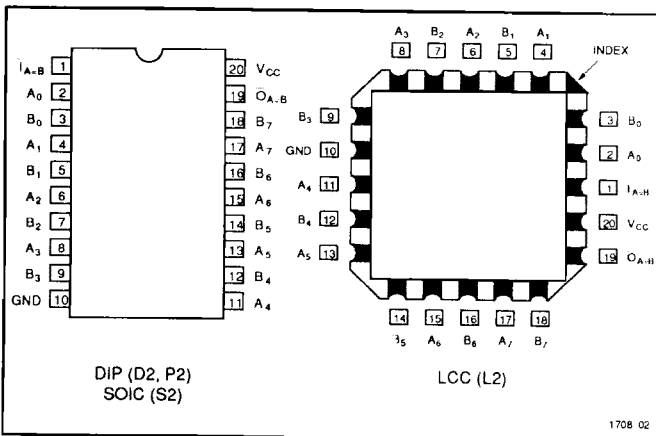 I A=B 1 20 VCC
A0 2 19 O A=B
B0 3 18 B7
A1 4 17 A7
B1 5 16 B6
A2 6 15 A6
B2 7 14 B5
A3 8 13 A5
B3 9 12 B4
GND 10 11 A4
DIP (D2, P2)
SOIC (S2)
A3 B2 A2 B1 A1
8 7 6 5 4
INDEX
B3 9 3 B0
GND 10 2 A0
A4 11 1 I A=B
B4 12 20 VCC
A5 13 19 O A=B
14 15 16 17 18
B5 A6 B6 A7 B7
LCC (L2)
1708 02